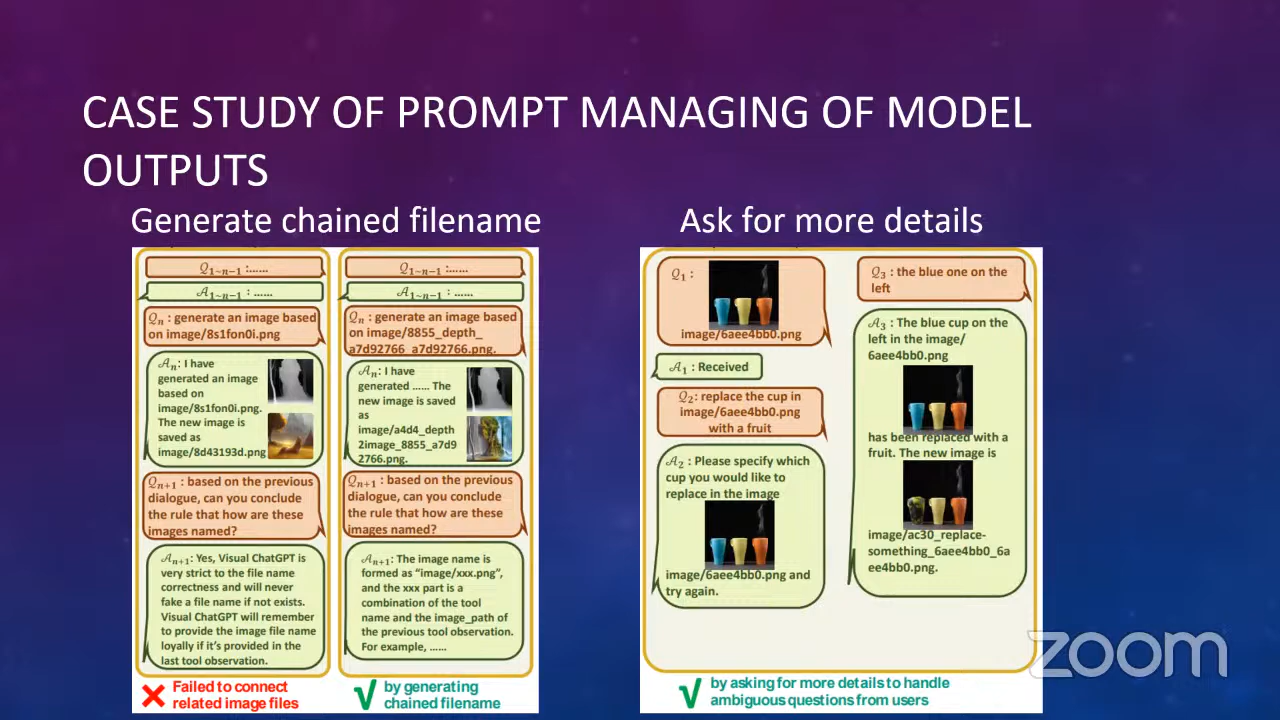 CASE STUDY OF PROMPT MANAGING OF MODEL
OUTPUTS
Generate chained filename
Q1~n−1 :......
A1~n−1 : ......
Qn : generate an image based
on image/8s1fon0i.png
An: I have
generated an image
based on
image/8s1fon0i.png.
The new image is
saved as
image/8d43193d.png
Qn+1 : based on the previous
dialogue, can you conclude
the rule that how are these
images named?
An+1: Yes, Visual ChatGPT is
very strict to the file name
correctness and will never
fake a file name if not exists.
Visual ChatGPT will remember
to provide the image file name
loyally if it's provided in the
last tool observation.
Failed to connect
related image files
Q1~n−1 :......
A1~n−1 : ......
Qn : generate an image based
on image/8855_depth_
a7d92766_a7d92766.png.
An: I have
generated ...... The
new image is saved
as
image/a4d4_depth
2image_8855_a7d9
2766.png.
Qn+1 : based on the previous
dialogue, can you conclude
the rule that how are these
images named?
An+1: The image name is
formed as "image/xxx.png",
and the xxx part is a
combination of the tool
name and the image_path of
the previous tool observation.
For example, ......
by generating
chained filename
Ask for more details
Q1 :
image/6aee4bb0.png
A1 : Received
Q2: replace the cup in
image/6aee4bb0.png
with a fruit
A2 : Please specify which
cup you would like to
replace in the image
image/6aee4bb0.png and
try again.
Q3 : the blue one on the
left
A3 : The blue cup on the
left in the image/
6aee4bb0.png
has been replaced with a
fruit. The new image is
image/ac30_replace-
something_6aee4bb0_6a
ee4bb0.png.
by asking for more details to handle
ambiguous questions from users
zoom